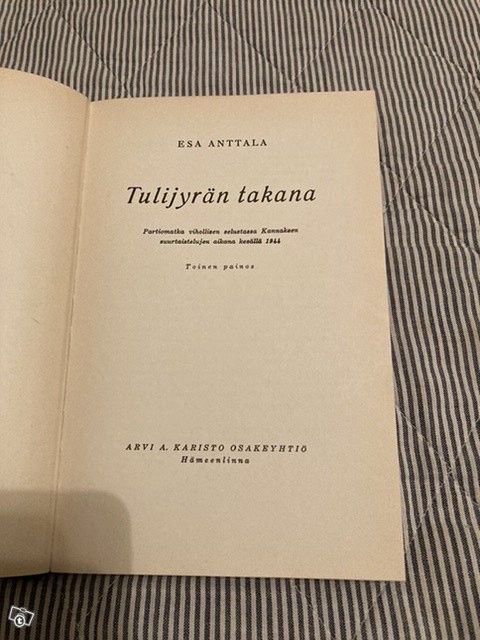 ESA ANTTALA
Tulijyrän takana
Partiomatka vihollisen selustassa Kannaksen
suurtaistelujen aikana kesällä 1944
Toinen painos
ARVI A. KARISTO OSAKEYHTIÖ
Hämeenlinna